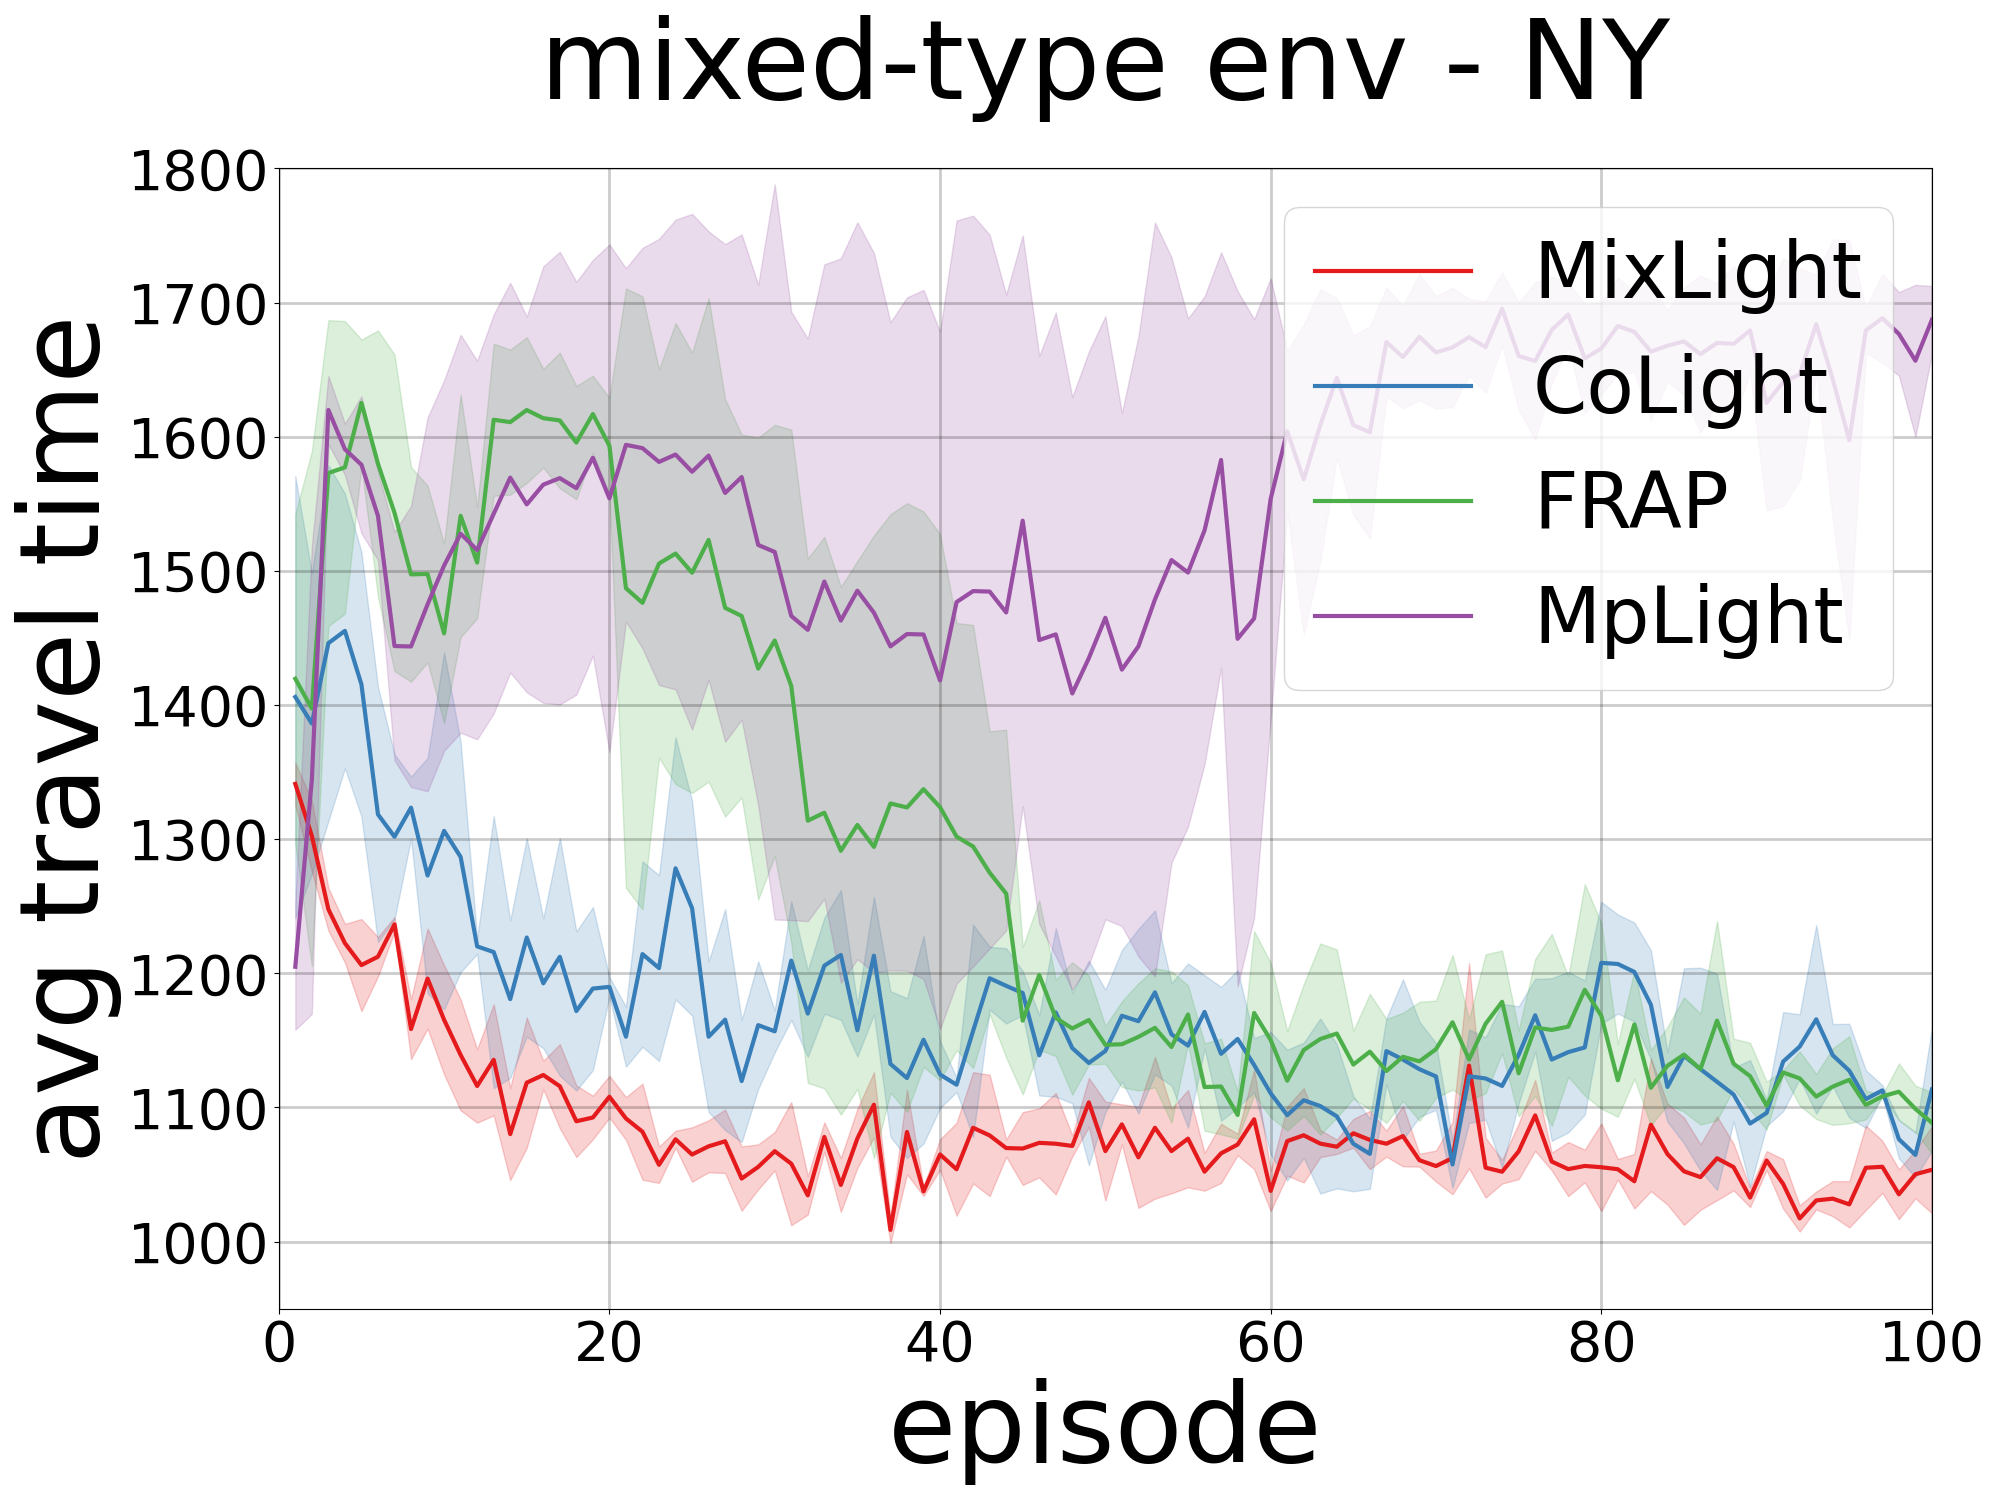 mixed-type env - NY
avg travel time
1800
1700
1600
1500
1400
1300
1200
1100
1000
MixLight
CoLight
FRAP
MpLight
0 20 40 60 80 100
episode